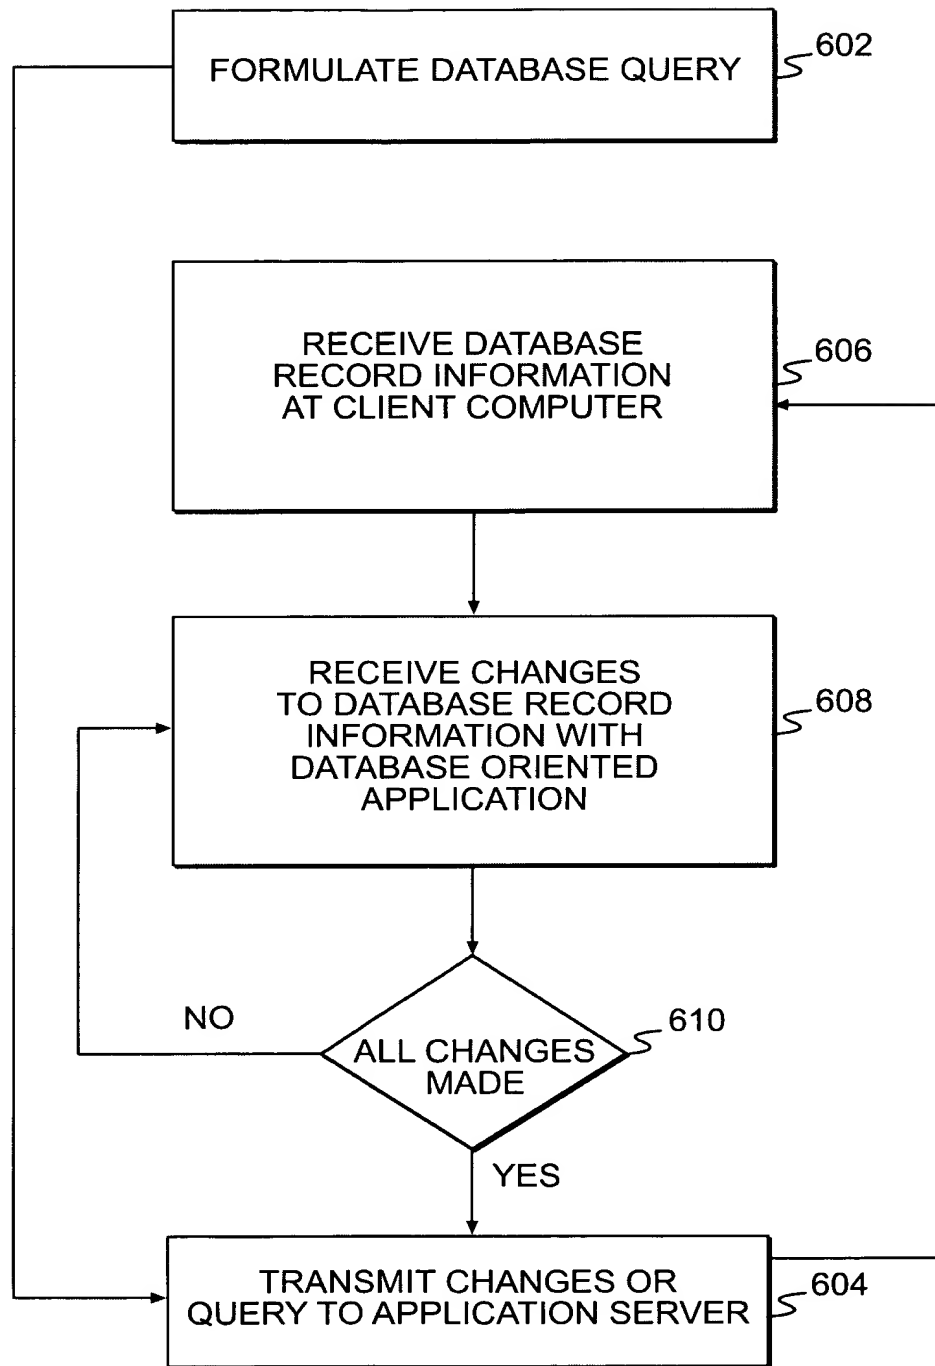 FORMULATE DATABASE QUERY
602
RECEIVE DATABASE
RECORD INFORMATION
AT CLIENT COMPUTER
606
RECEIVE CHANGES
TO DATABASE RECORD
INFORMATION WITH
DATABASE ORIENTED
APPLICATION
608
NO
ALL CHANGES
MADE
610
YES
TRANSMIT CHANGES OR
QUERY TO APPLICATION SERVER
604